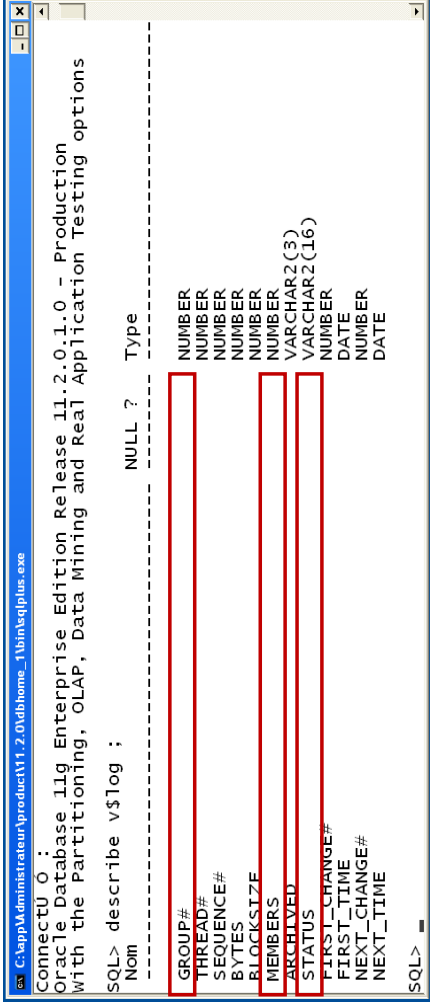 C:\app\Administrateur\product\11.2.0\dbhome_1\bin\sqlplus.exe
ConnectÚ Ó :
Oracle Database 11g Enterprise Edition Release 11.2.0.1.0 - Production
With the Partitioning, OLAP, Data Mining and Real Application Testing options
SQL> describe v$log ;
Nom NULL ? Type
----------------------------------------- -------- ----------------------------
GROUP# NUMBER
THREAD# NUMBER
SEQUENCE# NUMBER
BYTES NUMBER
BLOCKSIZE NUMBER
MEMBERS NUMBER
ARCHIVED VARCHAR2(3)
STATUS VARCHAR2(16)
FIRST_CHANGE# NUMBER
FIRST_TIME DATE
NEXT_CHANGE# NUMBER
NEXT_TIME DATE
SQL> _